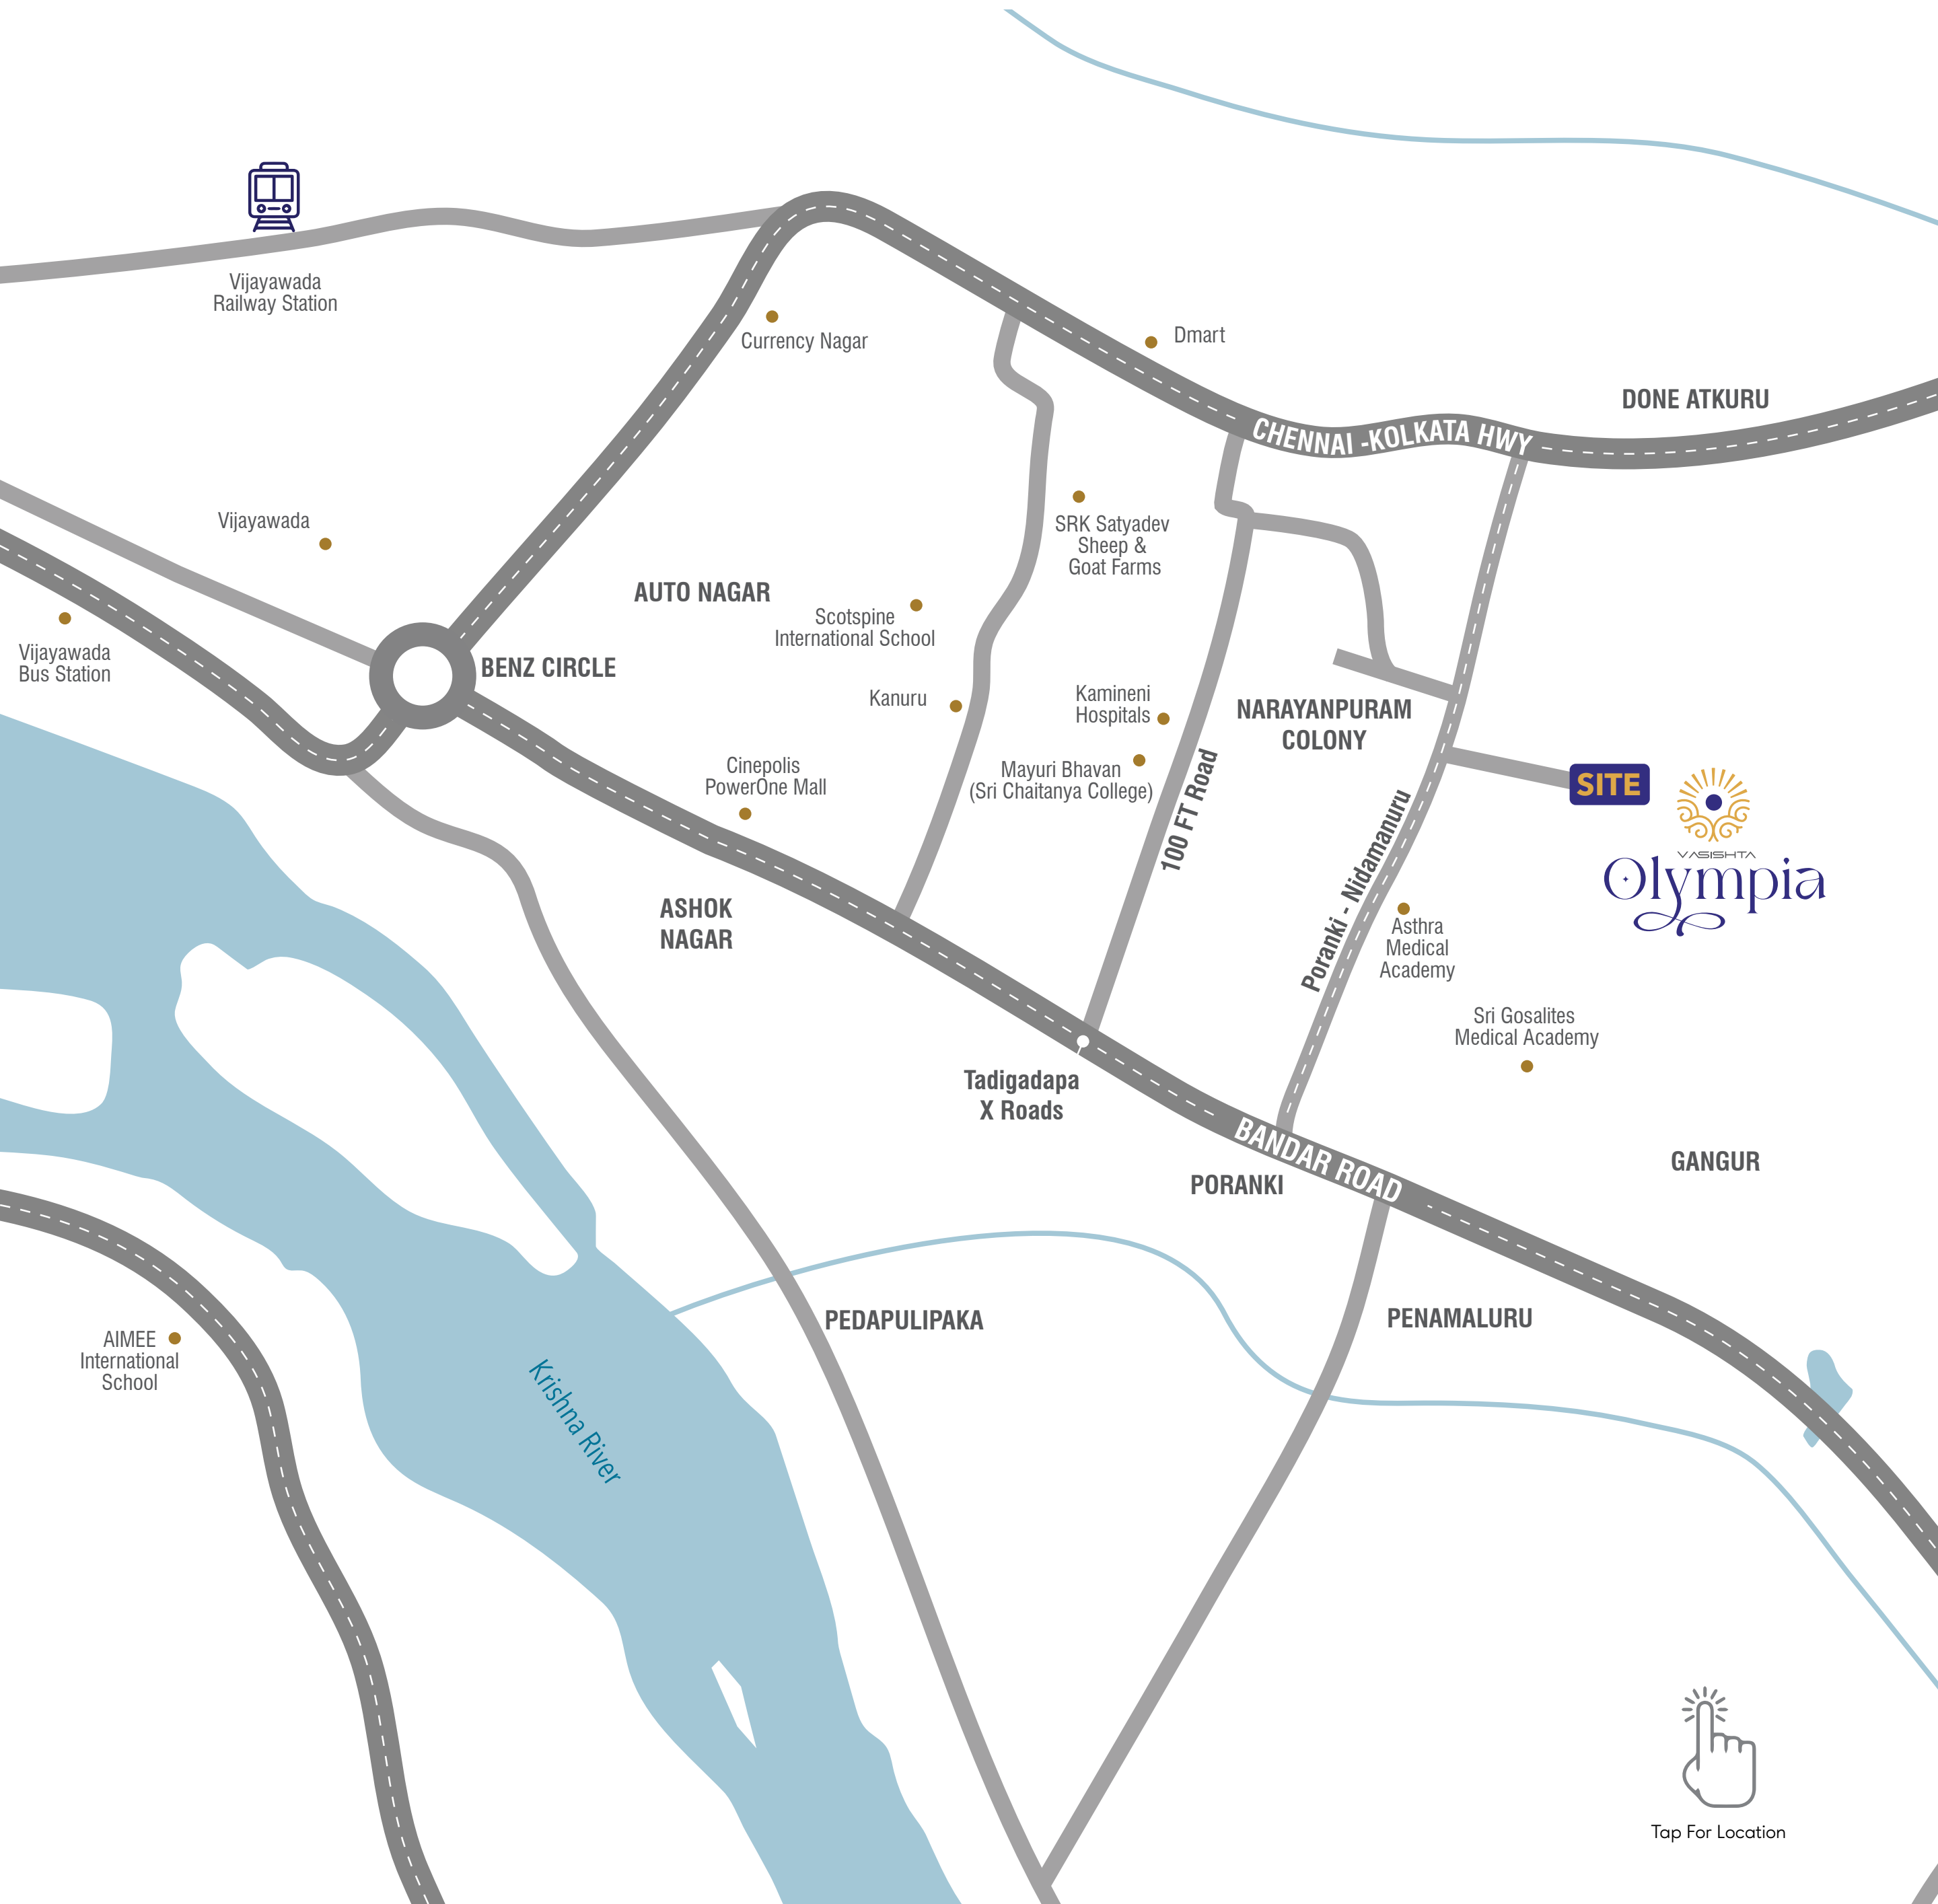 Vijayawada
Railway Station
Currency Nagar
Dmart
DONE ATKURU
CHENNAI -KOLKATA HWY
Vijayawada
SRK Satyadev
Sheep &
Goat Farms
AUTO NAGAR
Scotspine
International School
Vijayawada
Bus Station
BENZ CIRCLE
Kanuru
Kamineni
Hospitals
NARAYANPURAM
COLONY
Cinepolis
PowerOne Mall
Mayuri Bhavan
(Sri Chaitanya College)
100 FT Road
Poranki - Nidamanuru
SITE
VASISHTA
Olympia
ASHOK
NAGAR
Asthra
Medical
Academy
Sri Gosalites
Medical Academy
Tadigadapa
X Roads
BANDAR ROAD
PORANKI
GANGUR
PEDAPULIPAKA
PENAMALURU
AIMEE
International
School
Krishna River
Tap For Location